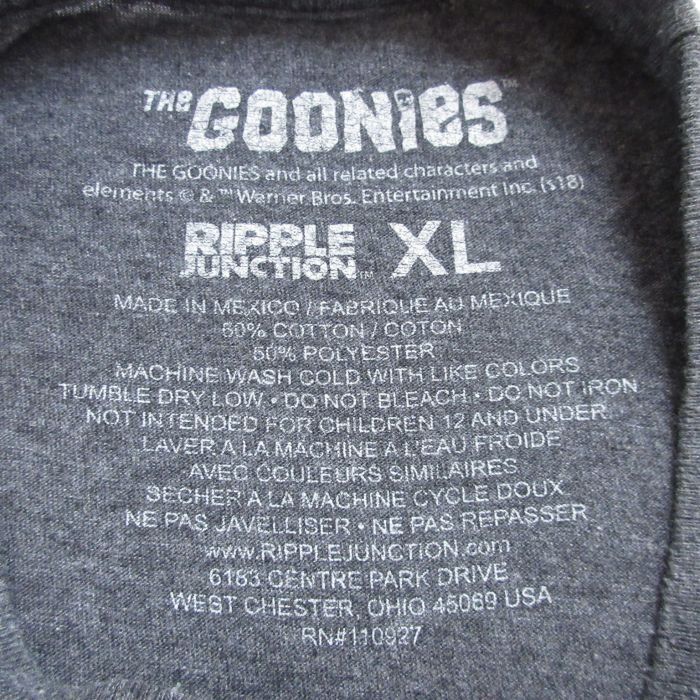 THE GOONIES™
THE GOONIES and all related characters and
elements © & ™ Warner Bros. Entertainment Inc. (s18)
RIPPLE
JUNCTION™ XL
MADE IN MEXICO / FABRIQUE AU MEXIQUE
50% COTTON / COTON
50% POLYESTER
MACHINE WASH COLD WITH LIKE COLORS
TUMBLE DRY LOW • DO NOT BLEACH • DO NOT IRON
NOT INTENDED FOR CHILDREN 12 AND UNDER
LAVER A LA MACHINE A L'EAU FROIDE
AVEC COULEURS SIMILAIRES
SECHER A LA MACHINE CYCLE DOUX
NE PAS JAVELLISER • NE PAS REPASSER
www.RIPPLEJUNCTION.com
6183 CENTRE PARK DRIVE
WEST CHESTER, OHIO 45069 USA
RN#110927